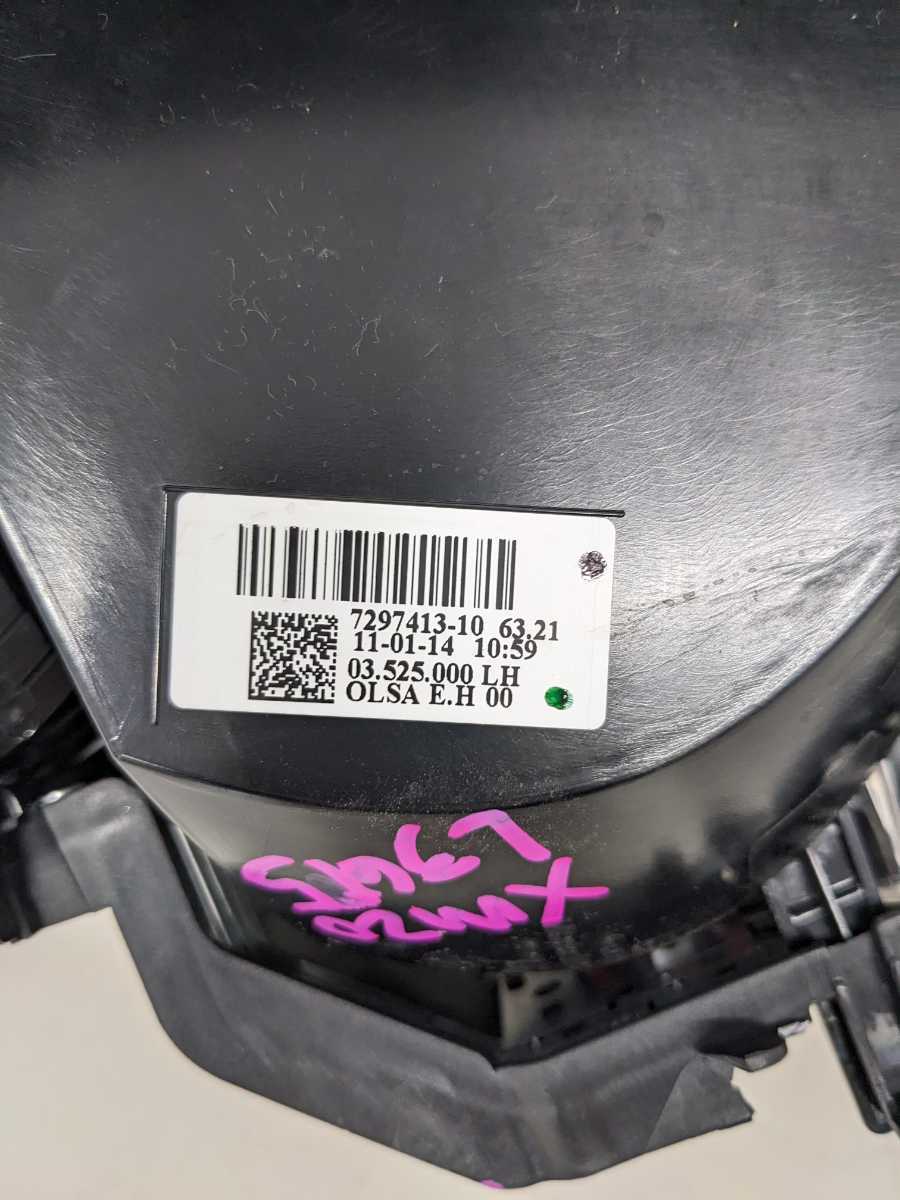 7297413-10 63.21
11-01-14 10:59
03.525.000 LH
OLSA E.H 00